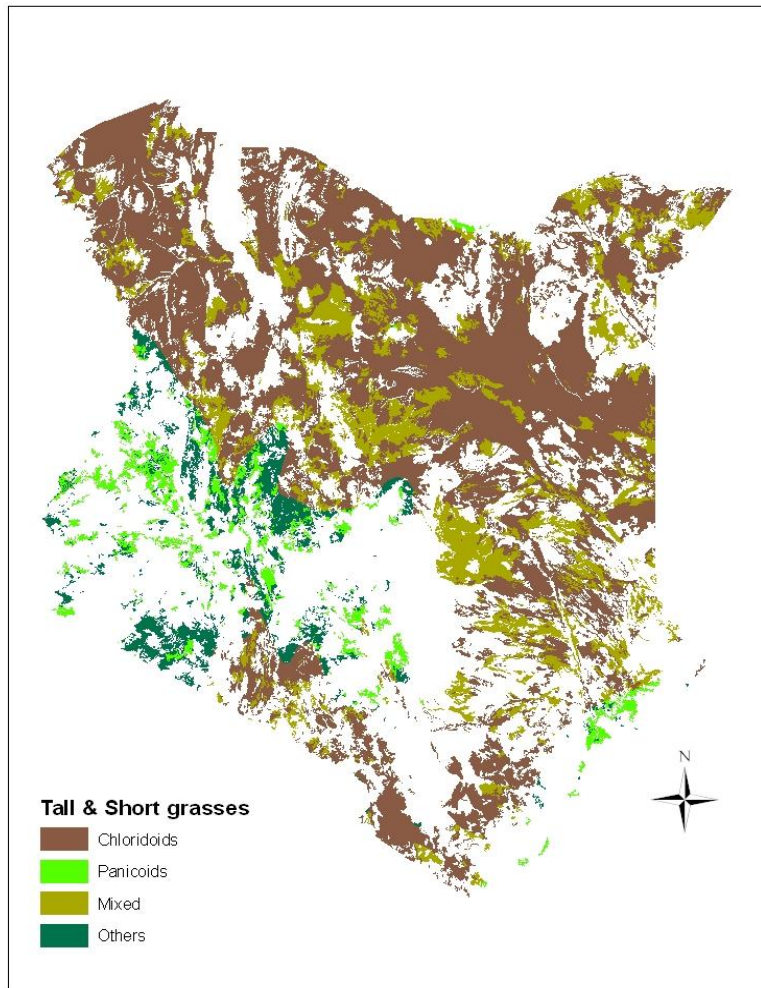 N
Tall & Short grasses
Chloridoids
Panicoids
Mixed
Others